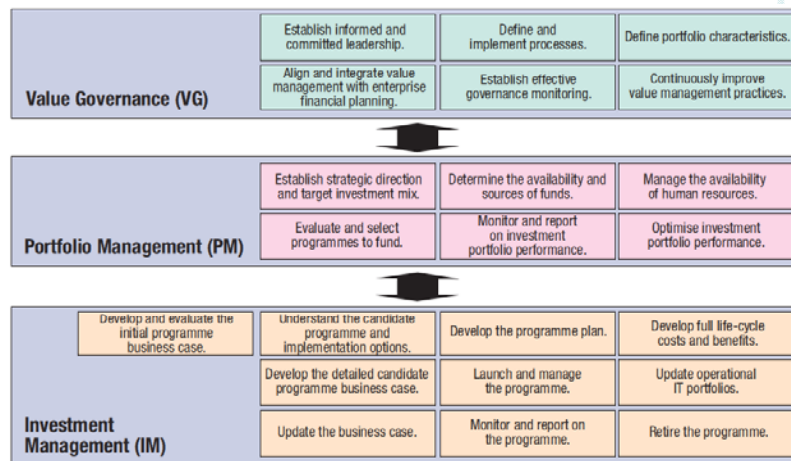 Establish informed and
committed leadership.
Define and
implement processes.
Define portfolio characteristics.
Align and integrate value
management with enterprise
financial planning.
Establish effective
governance monitoring.
Continuously improve
value management practices.
Value Governance (VG)
Establish strategic direction
and target investment mix.
Determine the availability and
sources of funds.
Manage the availability
of human resources.
Evaluate and select
programmes to fund.
Monitor and report
on investment
portfolio performance.
Optimise investment
portfolio performance.
Portfolio Management (PM)
Develop and evaluate the
initial programme
business case.
Understand the candidate
programme and
implementation options.
Develop the programme plan.
Develop full life-cycle
costs and benefits.
Develop the detailed candidate
programme business case.
Launch and manage
the programme.
Update operational
IT portfolios.
Investment
Management (IM)
Update the business case.
Monitor and report on
the programme.
Retire the programme.